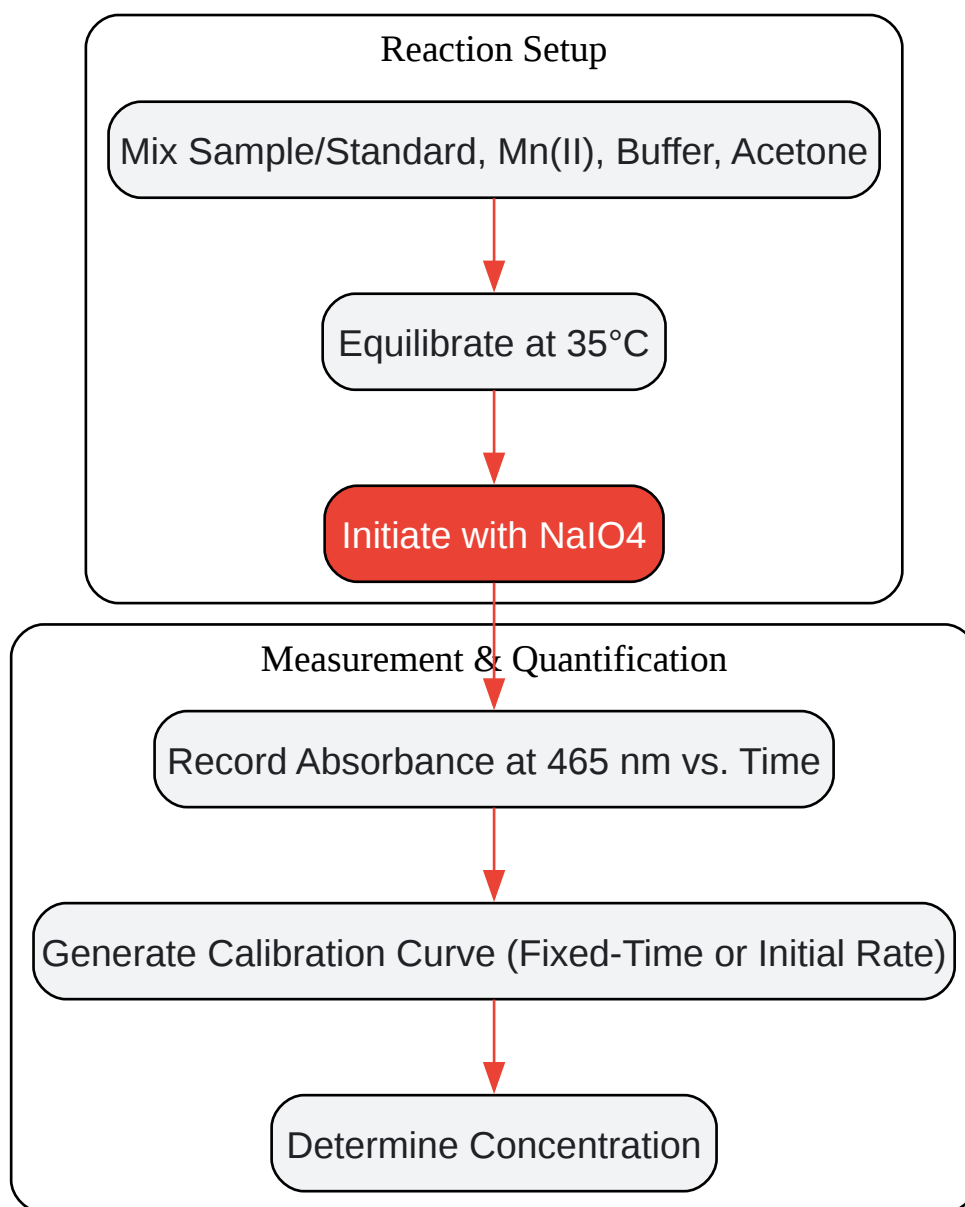 Reaction Setup
Mix Sample/Standard, Mn(II), Buffer, Acetone
Equilibrate at 35°C
Initiate with NaIO4
Measurement & Quantification
Record Absorbance at 465 nm vs. Time
Generate Calibration Curve (Fixed-Time or Initial Rate)
Determine Concentration